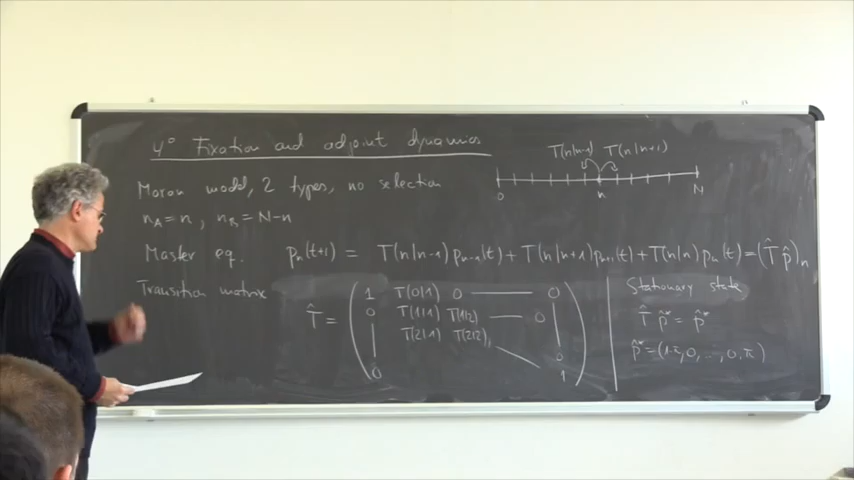 4° Fixation and adjoint dynamics
T(n|n-1) T(n|n+1)
0 n N
Moran model, 2 types, no selection
n_A = n, n_B = N-n
Master eq. p_n(t+1) = T(n|n-1) p_{n-1}(t) + T(n|n+1) p_{n+1}(t) + T(n|n) p_n(t) = (T̂ p̂)_n
Transition matrix
T̂ =
1 T(0|1) 0 — 0
0 T(1|1) T(1|2) — 0
T(2|1) T(2|2)
0
0 1
Stationary state
T̂ p̂* = p̂*
p̂* = (1-π, 0, ..., 0, π)